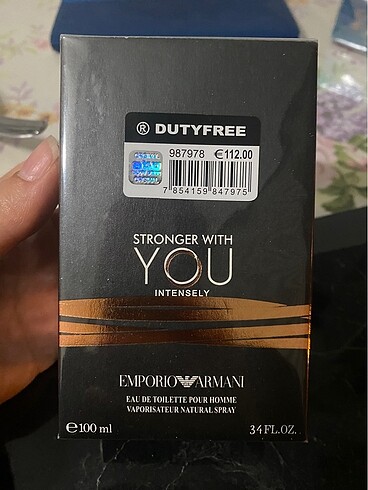 ® DUTYFREE
987978 €112.00
7 854159 847975
STRONGER WITH
YOU
INTENSELY
EMPORIO ARMANI
EAU DE TOILETTE POUR HOMME
VAPORISATEUR NATURAL SPRAY
e 100 ml 3.4 FL.OZ.